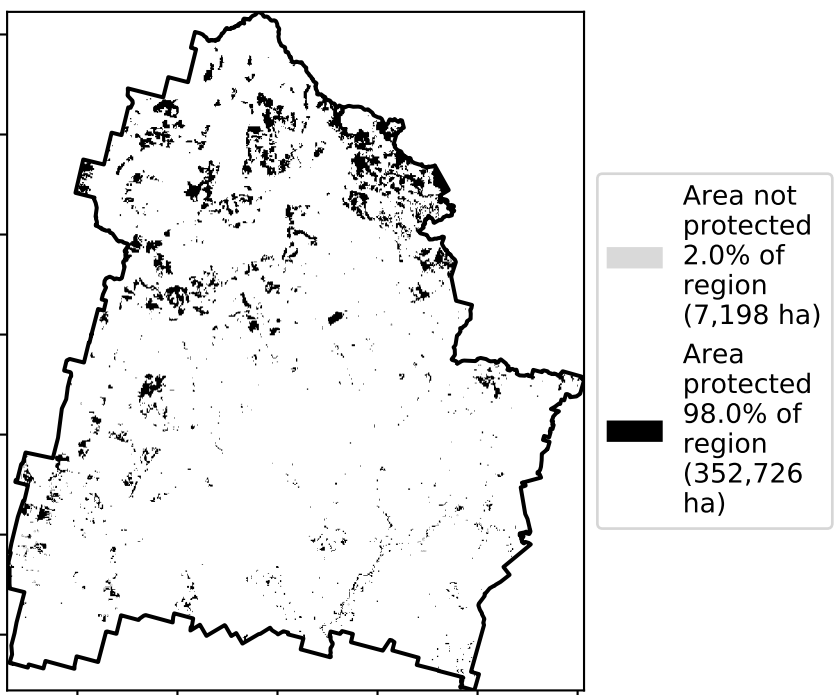 Area not
protected
2.0% of
region
(7,198 ha)
Area
protected
98.0% of
region
(352,726
ha)